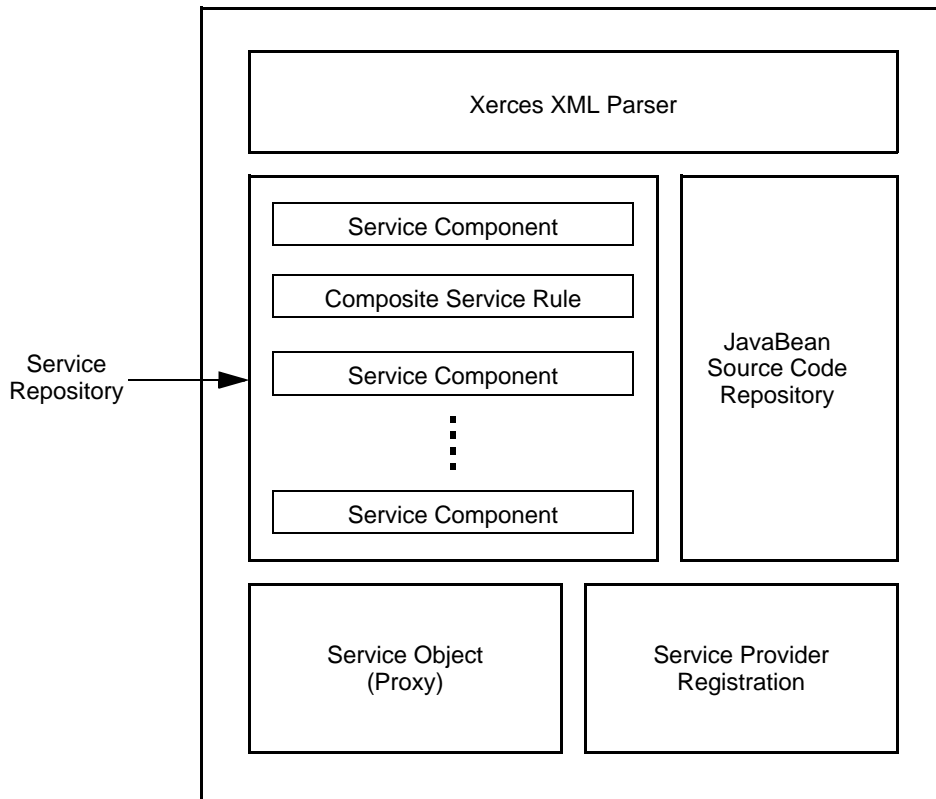 Xerces XML Parser
Service Component
Composite Service Rule
Service Component
Service Component
JavaBean
Source Code
Repository
Service
Repository
Service Object
(Proxy)
Service Provider
Registration